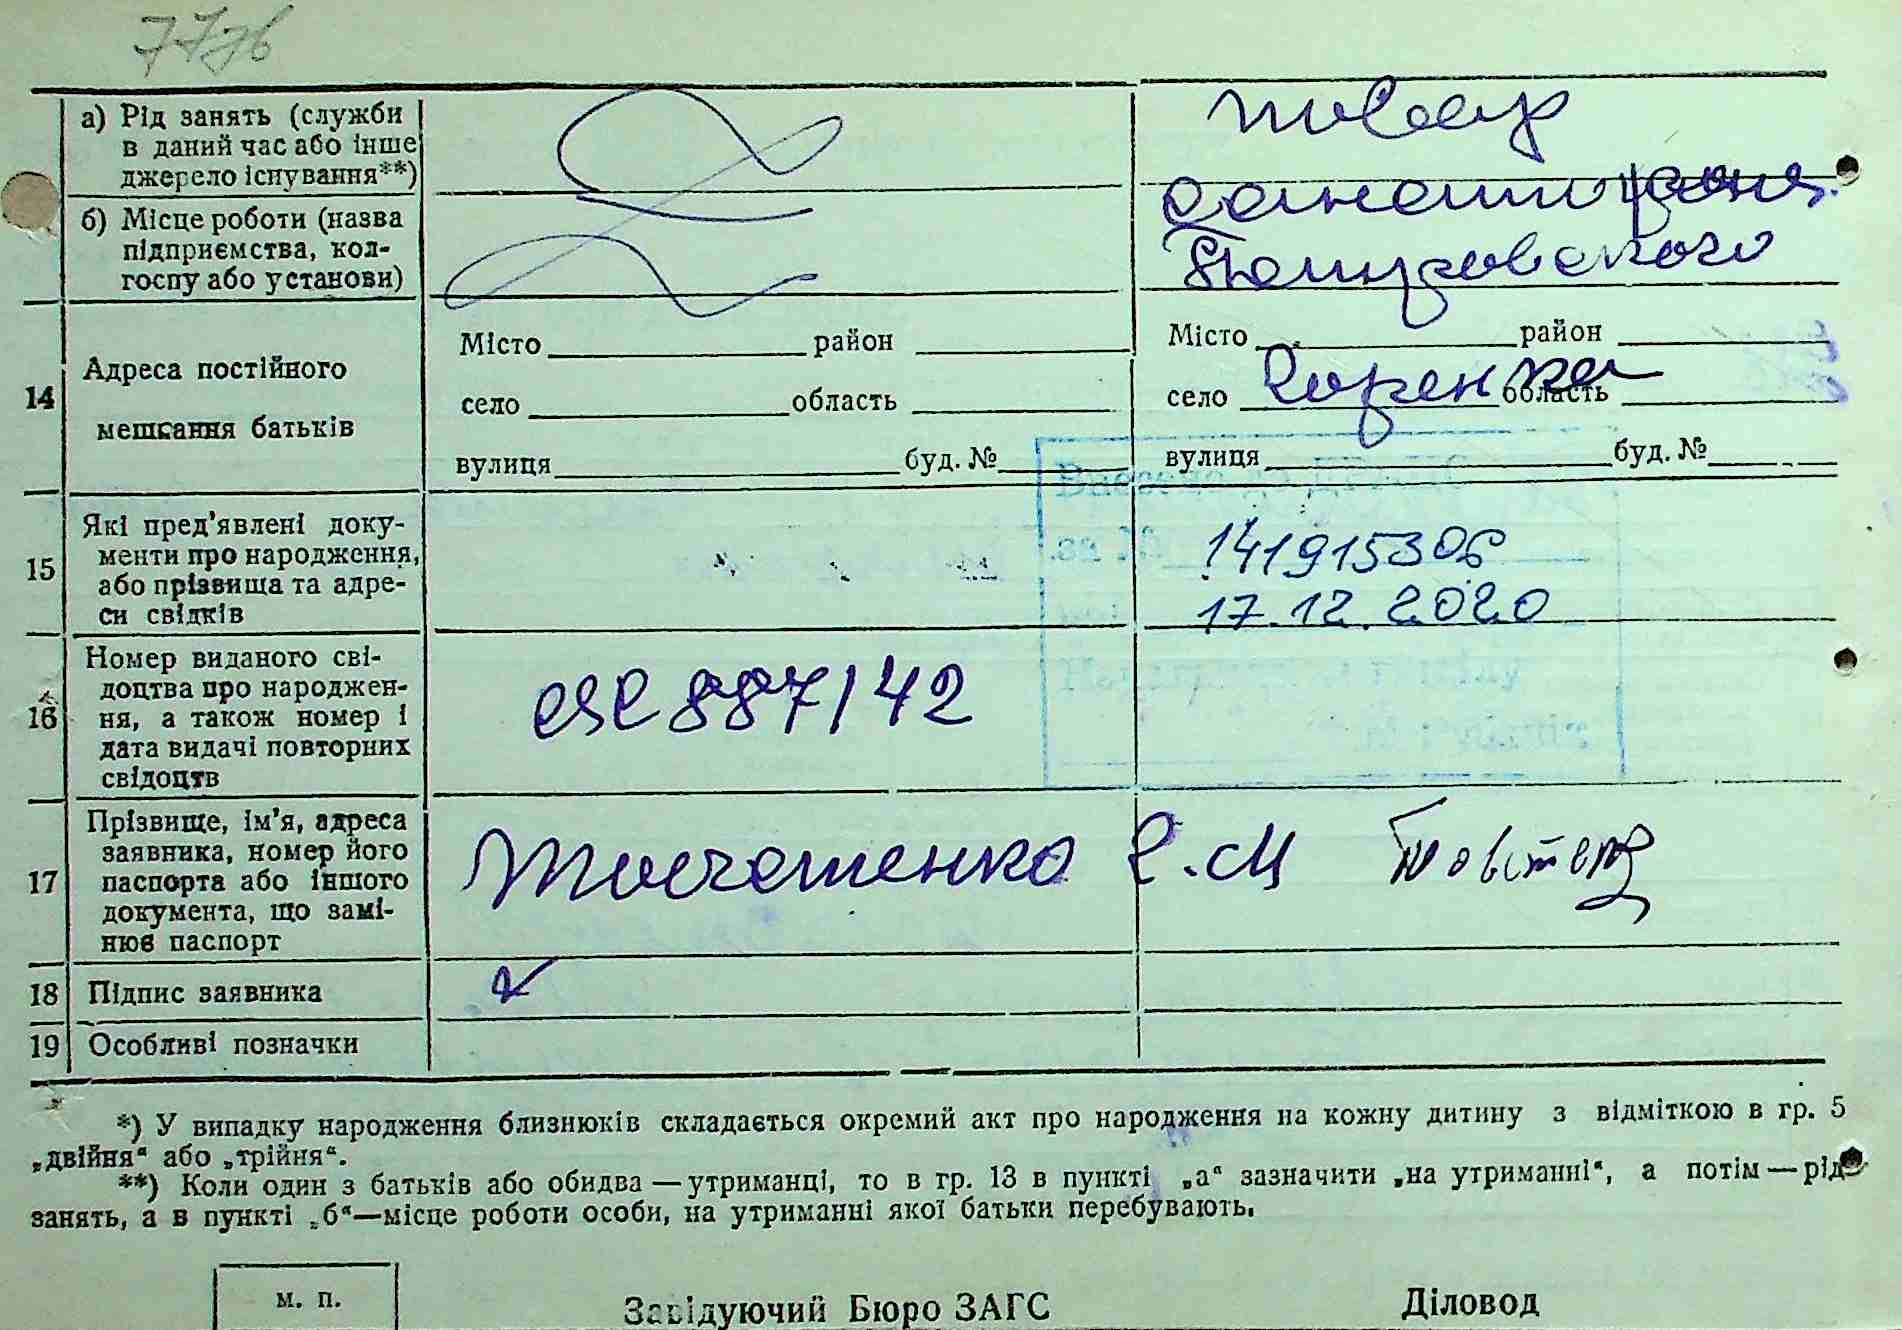 а) Рід занять (служби
в даний час або інше
джерело існування**)
повар
б) Місце роботи (назва
підприємства, кол-
госпу або установи)
санатория
Петровского
14
Адреса постійного
мешкання батьків
Місто район
село область
вулиця буд. №
Місто район
село Горенка область
вулиця буд. №
15
Які пред'явлені доку-
менти про народження,
або прізвища та адре-
си свідків
за №
141915306
17.12.2020
16
Номер виданого сві-
доцтва про народжен-
ня, а також номер і
дата видачі повторних
свідоцтв
887142
17
Прізвище, ім'я, адреса
заявника, номер його
паспорта або іншого
документа, що замі-
нює паспорт
18
Підпис заявника
19
Особливі позначки
*) У випадку народження близнюків складається окремий акт про народження на кожну дитину з відміткою в гр. 5
„двійня“ або „трійня“.
**) Коли один з батьків або обидва — утриманці, то в гр. 13 в пункті „а“ зазначити „на утриманні“, а потім — рід
занять, а в пункті „б“—місце роботи особи, на утриманні якої батьки перебувають.
м. п.
Завідуючий Бюро ЗАГС
Діловод